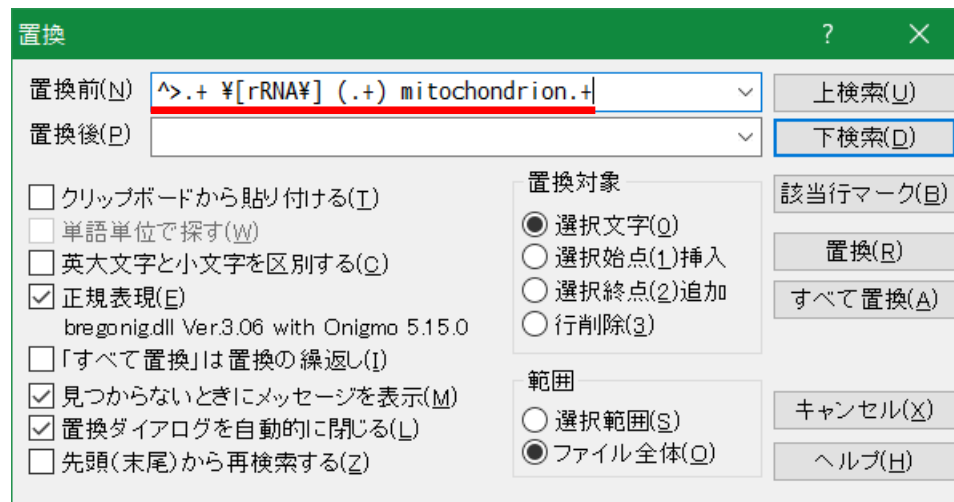 置換
置換前(N) ^>.+ ¥[rRNA¥] (.+) mitochondrion.+
置換後(P)
クリップボードから貼り付ける(T)
単語単位で探す(W)
英大文字と小文字を区別する(C)
正規表現(E)
bregonig.dll Ver.3.06 with Onigmo 5.15.0
「すべて置換」は置換の繰返し(I)
見つからないときにメッセージを表示(M)
置換ダイアログを自動的に閉じる(L)
先頭(末尾)から再検索する(Z)
置換対象
選択文字(0)
選択始点(1)挿入
選択終点(2)追加
行削除(3)
範囲
選択範囲(S)
ファイル全体(O)
上検索(U)
下検索(D)
該当行マーク(B)
置換(R)
すべて置換(A)
キャンセル(X)
ヘルプ(H)